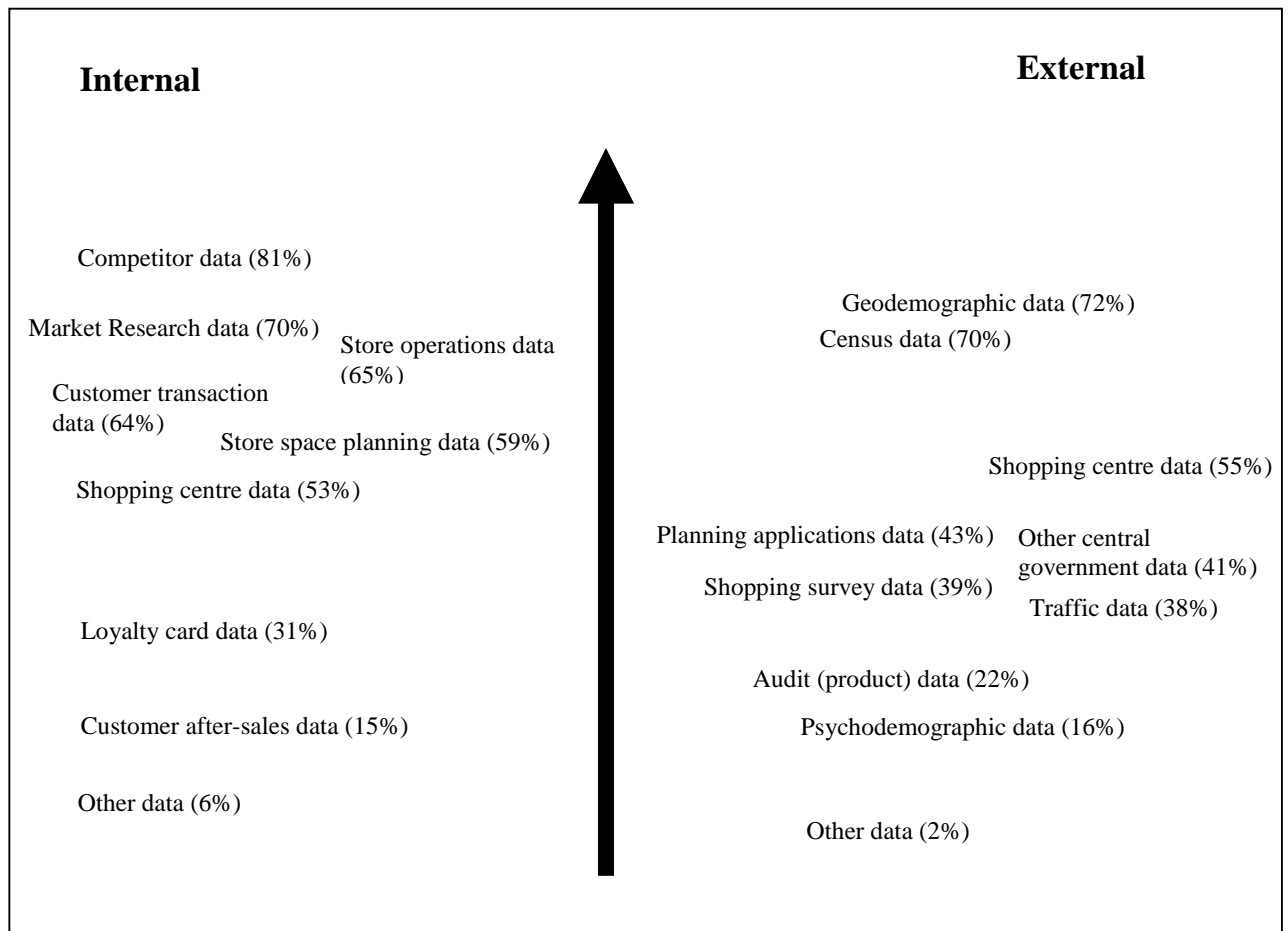 Internal
External
Competitor data (81%)
Geodemographic data (72%)
Market Research data (70%)
Census data (70%)
Store operations data
(65%)
Customer transaction
data (64%)
Store space planning data (59%)
Shopping centre data (55%)
Shopping centre data (53%)
Planning applications data (43%)
Other central
government data (41%)
Shopping survey data (39%)
Traffic data (38%)
Loyalty card data (31%)
Audit (product) data (22%)
Customer after-sales data (15%)
Psychodemographic data (16%)
Other data (6%)
Other data (2%)